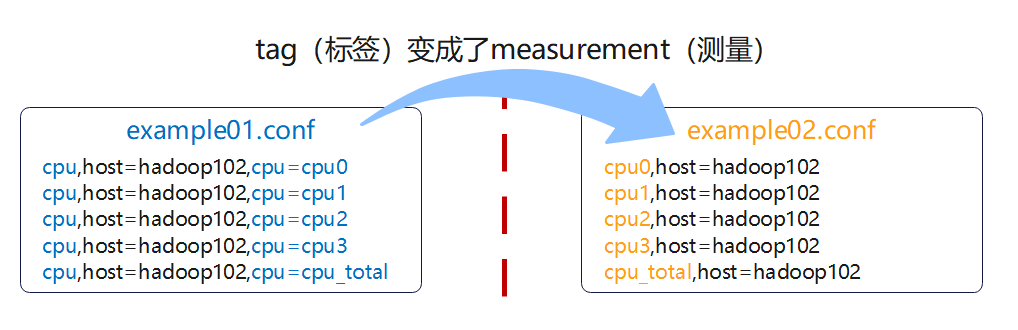 tag（标签）变成了measurement（测量）
example01.conf
cpu,host=hadoop102,cpu=cpu0
cpu,host=hadoop102,cpu=cpu1
cpu,host=hadoop102,cpu=cpu2
cpu,host=hadoop102,cpu=cpu3
cpu,host=hadoop102,cpu=cpu_total
example02.conf
cpu0,host=hadoop102
cpu1,host=hadoop102
cpu2,host=hadoop102
cpu3,host=hadoop102
cpu_total,host=hadoop102